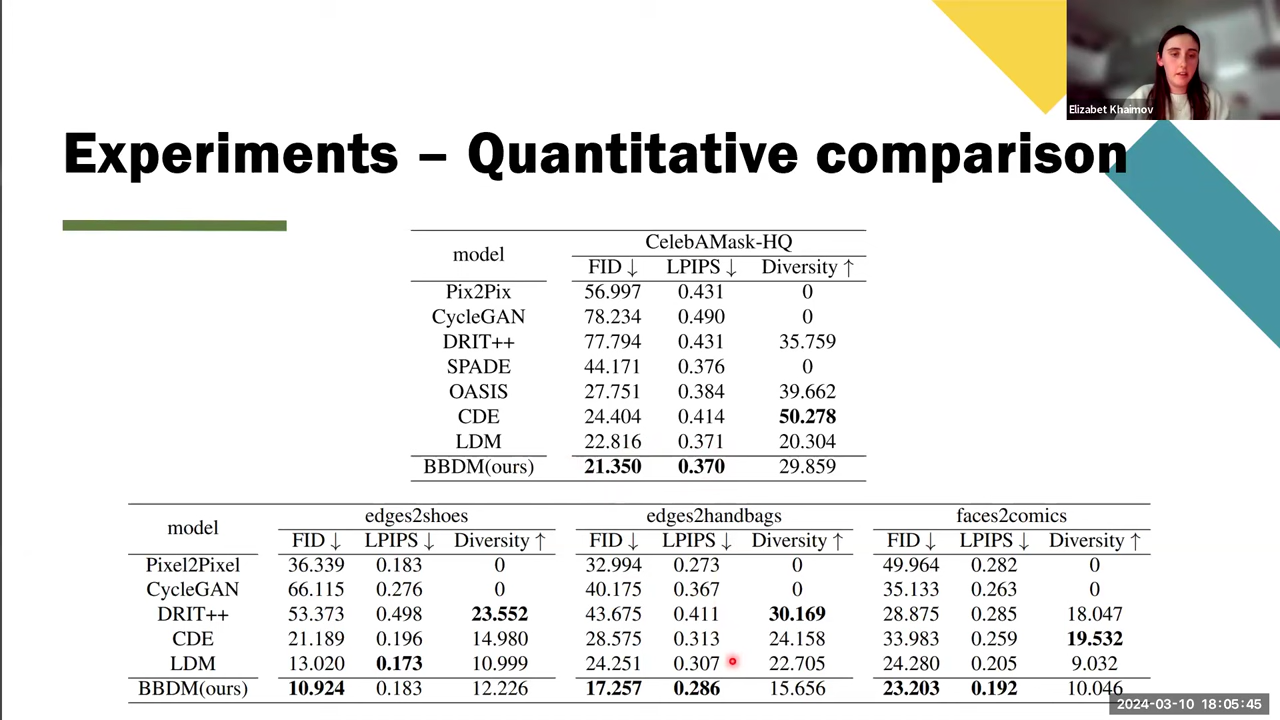 Elizabet Khaimov
Experiments – Quantitative comparison
model CelebAMask-HQ
FID ↓ LPIPS ↓ Diversity ↑
Pix2Pix 56.997 0.431 0
CycleGAN 78.234 0.490 0
DRIT++ 77.794 0.431 35.759
SPADE 44.171 0.376 0
OASIS 27.751 0.384 39.662
CDE 24.404 0.414 50.278
LDM 22.816 0.371 20.304
BBDM(ours) 21.350 0.370 29.859
model edges2shoes edges2handbags faces2comics
FID ↓ LPIPS ↓ Diversity ↑ FID ↓ LPIPS ↓ Diversity ↑ FID ↓ LPIPS ↓ Diversity ↑
Pixel2Pixel 36.339 0.183 0 32.994 0.273 0 49.964 0.282 0
CycleGAN 66.115 0.276 0 40.175 0.367 0 35.133 0.263 0
DRIT++ 53.373 0.498 23.552 43.675 0.411 30.169 28.875 0.285 18.047
CDE 21.189 0.196 14.980 28.575 0.313 24.158 33.983 0.259 19.532
LDM 13.020 0.173 10.999 24.251 0.307 22.705 24.280 0.205 9.032
BBDM(ours) 10.924 0.183 12.226 17.257 0.286 15.656 23.203 0.192 10.046
2024-03-10 18:05:45